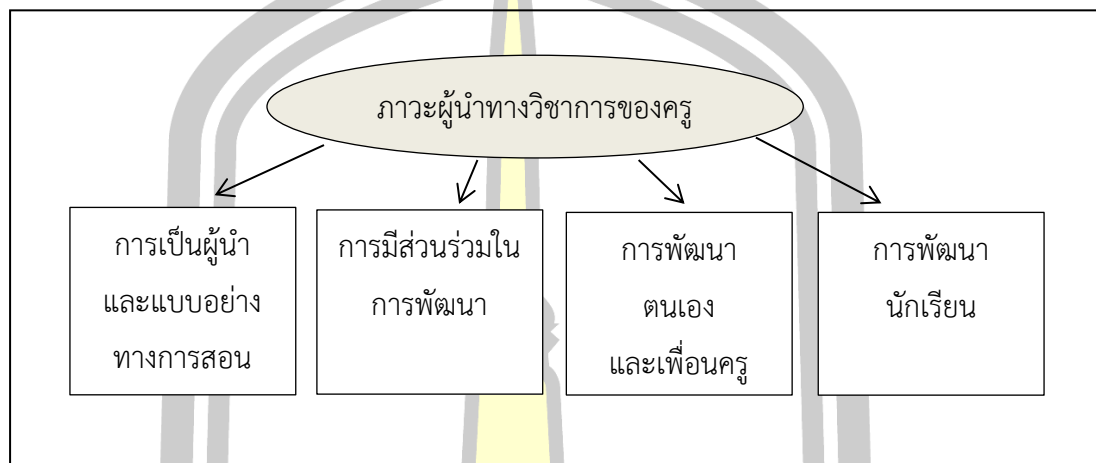 ภาวะผู้นำทางวิชาการของครู
การเป็นผู้นำ
และแบบอย่าง
ทางการสอน
การมีส่วนร่วมใน
การพัฒนา
การพัฒนา
ตนเอง
และเพื่อนครู
การพัฒนา
นักเรียน